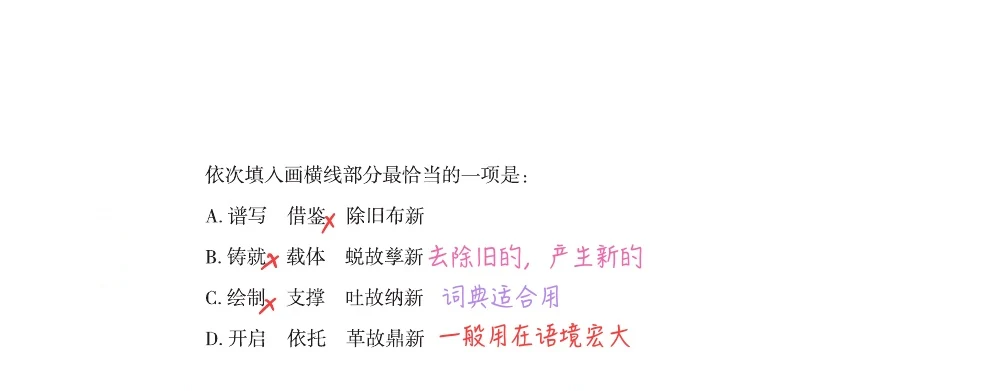 依次填入画横线部分最恰当的一项是：
A. 谱写 借鉴 除旧布新
B. 铸就 载体 蜕故孳新 去除旧的，产生新的
C. 绘制 支撑 吐故纳新 词典适合用
D. 开启 依托 革故鼎新 一般用在语境宏大